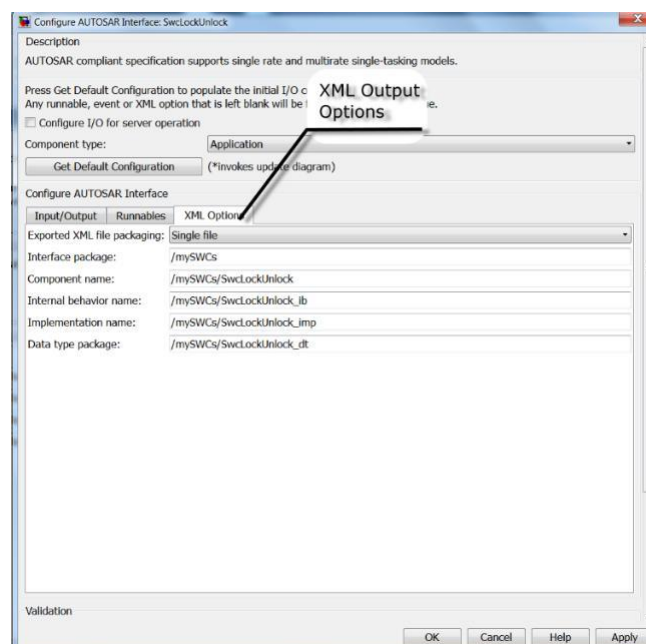 Configure AUTOSAR Interface: SwcLockUnlock
Description
AUTOSAR compliant specification supports single rate and multirate single-tasking models.
Press Get Default Configuration to populate the initial I/O
Any runnable, event or XML option that is left blank will be
XML Output
Options
Configure I/O for server operation
Component type: Application
Get Default Configuration (*invokes update diagram)
Configure AUTOSAR Interface
Input/Output Runnables XML Options
Exported XML file packaging: Single file
Interface package: /mySWCs
Component name: /mySWCs/SwcLockUnlock
Internal behavior name: /mySWCs/SwcLockUnlock_ib
Implementation name: /mySWCs/SwcLockUnlock_imp
Data type package: /mySWCs/SwcLockUnlock_dt
Validation
OK Cancel Help Apply